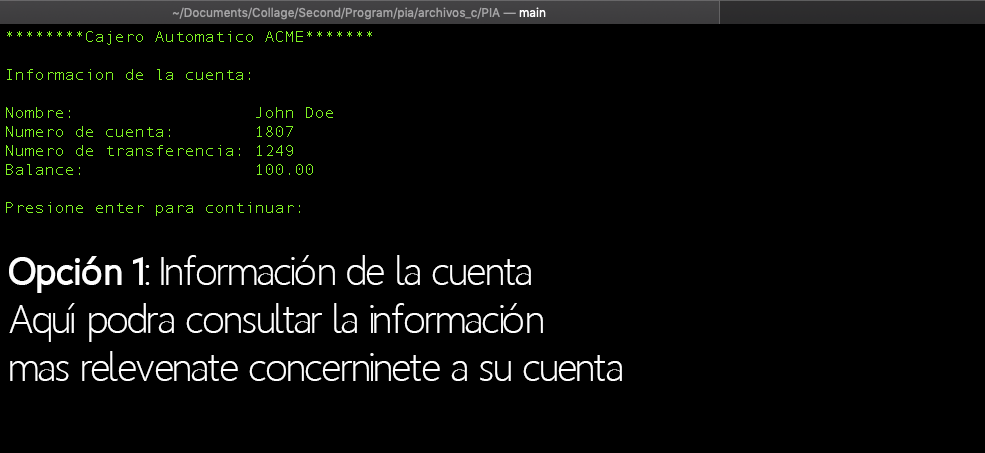 ~/Documents/Collage/Second/Program/pia/archivos_c/PIA — main
********Cajero Automatico ACME*******
Informacion de la cuenta:
Nombre: John Doe
Numero de cuenta: 1807
Numero de transferencia: 1249
Balance: 100.00
Presione enter para continuar:
Opción 1: Información de la cuenta
Aquí podra consultar la información
mas relevenate concerninete a su cuenta